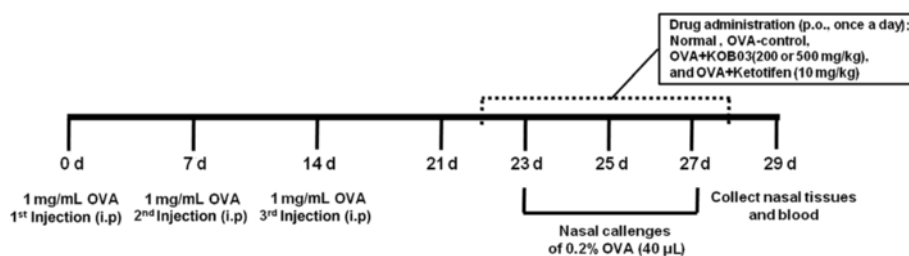 Drug administration (p.o., once a day):
Normal , OVA-control,
OVA+KOB03(200 or 500 mg/kg),
and OVA+Ketotifen (10 mg/kg)
0 d 7 d 14 d 21 d 23 d 25 d 27 d 29 d
1 mg/mL OVA 1 mg/mL OVA 1 mg/mL OVA
1st Injection (i.p) 2nd Injection (i.p) 3rd Injection (i.p)
Collect nasal tissues
and blood
Nasal callenges
of 0.2% OVA (40 µL)